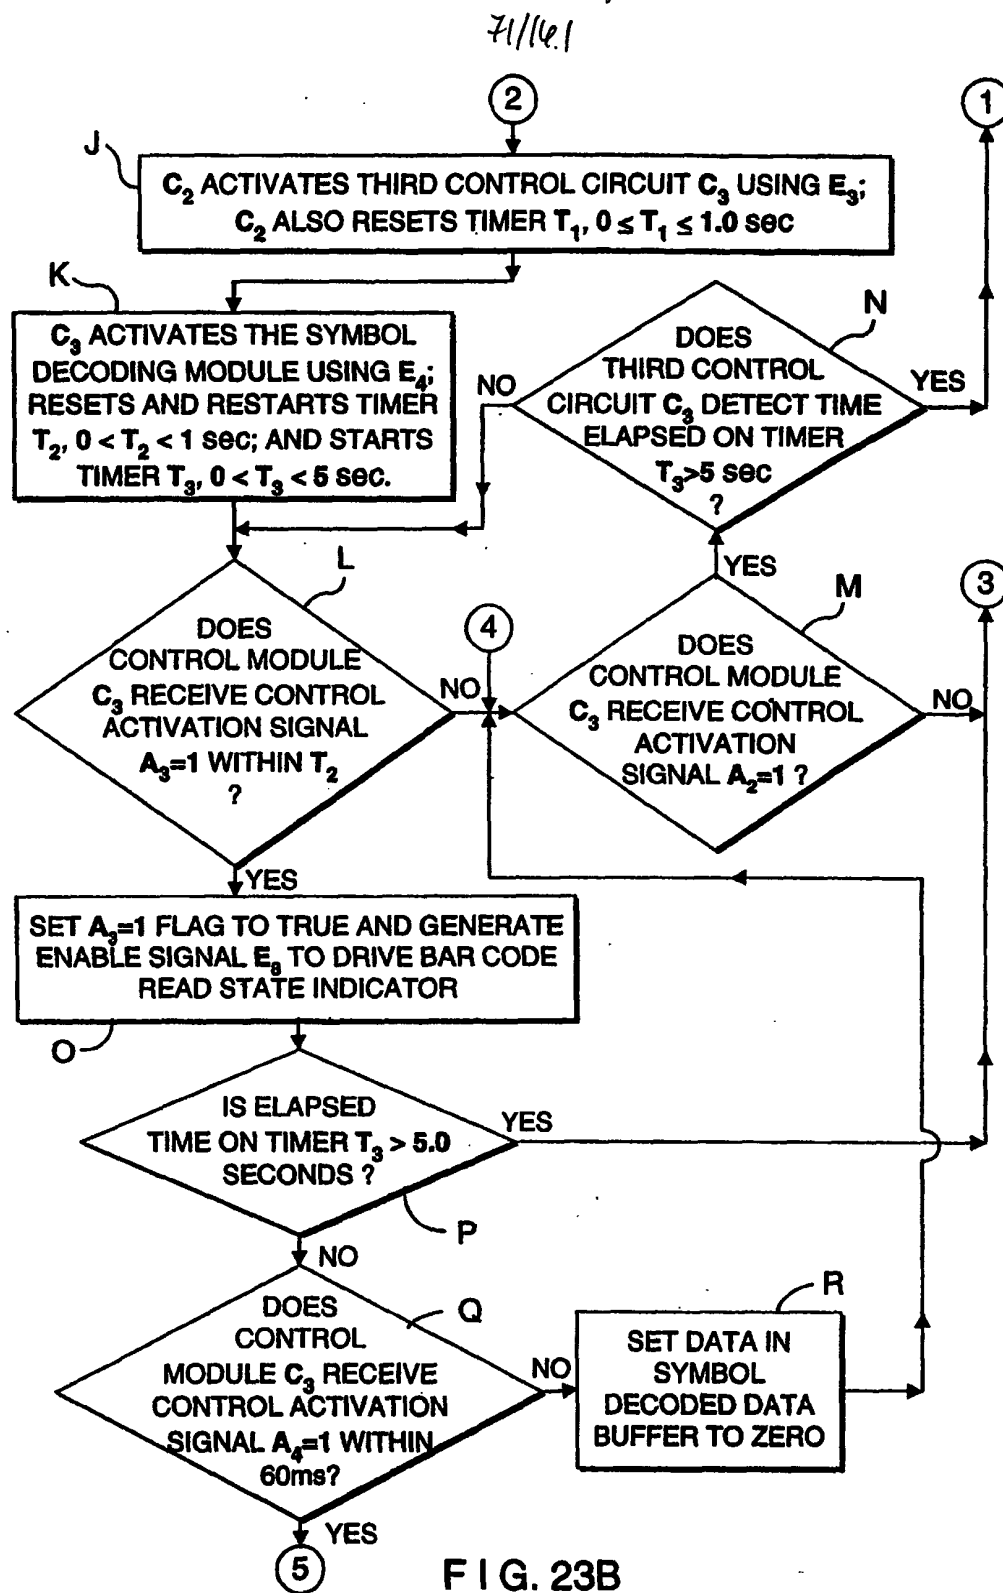 71/161
2
1
J
C₂ ACTIVATES THIRD CONTROL CIRCUIT C₃ USING E₃;
C₂ ALSO RESETS TIMER T₁, 0 ≤ T₁ ≤ 1.0 sec
K
C₃ ACTIVATES THE SYMBOL
DECODING MODULE USING E₄;
RESETS AND RESTARTS TIMER
T₂, 0 < T₂ < 1 sec; AND STARTS
TIMER T₃, 0 < T₃ < 5 sec.
N
DOES
THIRD CONTROL
CIRCUIT C₃ DETECT TIME
ELAPSED ON TIMER
T₃>5 sec
?
NO
YES
L
DOES
CONTROL MODULE
C₃ RECEIVE CONTROL
ACTIVATION SIGNAL
A₃=1 WITHIN T₂
?
NO
4
YES
M
DOES
CONTROL MODULE
C₃ RECEIVE CONTROL
ACTIVATION
SIGNAL A₂=1 ?
NO
3
YES
SET A₃=1 FLAG TO TRUE AND GENERATE
ENABLE SIGNAL E₈ TO DRIVE BAR CODE
READ STATE INDICATOR
O
IS ELAPSED
TIME ON TIMER T₃ > 5.0
SECONDS ?
YES
P
NO
Q
DOES
CONTROL
MODULE C₃ RECEIVE
CONTROL ACTIVATION
SIGNAL A₄=1 WITHIN
60ms?
NO
R
SET DATA IN
SYMBOL
DECODED DATA
BUFFER TO ZERO
YES
5
FIG. 23B